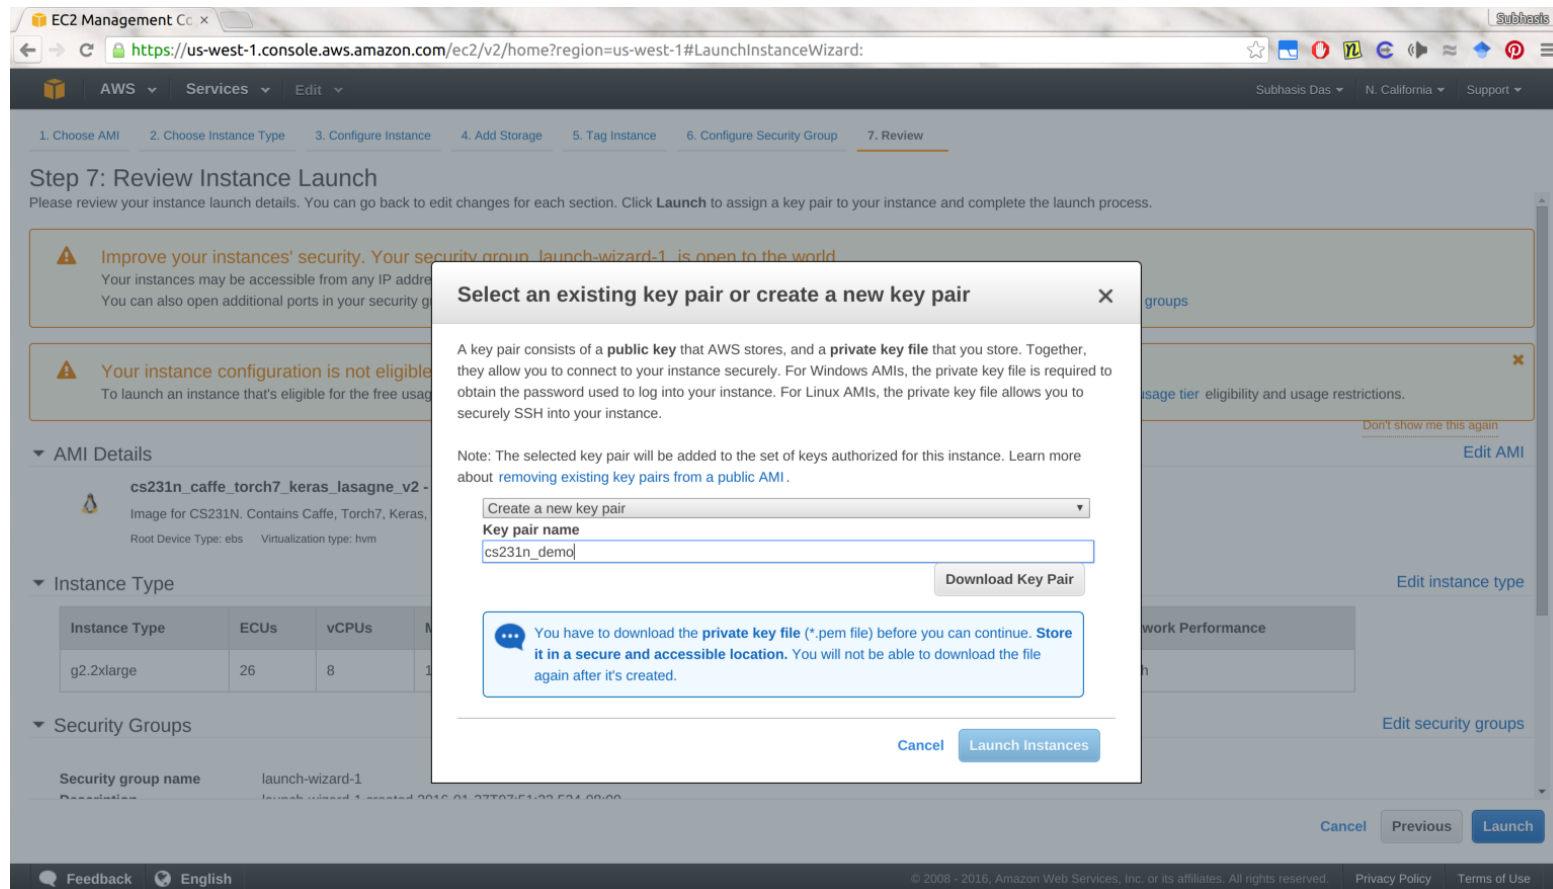 EC2 Management Co ×
Subhasis
https://us-west-1.console.aws.amazon.com/ec2/v2/home?region=us-west-1#LaunchInstanceWizard:
AWS Services Edit Subhasis Das N. California Support
1. Choose AMI 2. Choose Instance Type 3. Configure Instance 4. Add Storage 5. Tag Instance 6. Configure Security Group 7. Review
Step 7: Review Instance Launch
Please review your instance launch details. You can go back to edit changes for each section. Click Launch to assign a key pair to your instance and complete the launch process.
Improve your instances' security. Your security group, launch-wizard-1, is open to the world.
Your instances may be accessible from any IP addre
You can also open additional ports in your security g groups
Your instance configuration is not eligible
To launch an instance that's eligible for the free usag usage tier eligibility and usage restrictions.
Don't show me this again
AMI Details Edit AMI
cs231n_caffe_torch7_keras_lasagne_v2 -
Image for CS231N. Contains Caffe, Torch7, Keras,
Root Device Type: ebs Virtualization type: hvm
Instance Type Edit instance type
Instance Type ECUs vCPUs work Performance
g2.2xlarge 26 8 1 h
Security Groups Edit security groups
Security group name launch-wizard-1
Description launch-wizard-1 created 2016-01-27T07:51:22.524-08:00
Select an existing key pair or create a new key pair ×
A key pair consists of a public key that AWS stores, and a private key file that you store. Together,
they allow you to connect to your instance securely. For Windows AMIs, the private key file is required to
obtain the password used to log into your instance. For Linux AMIs, the private key file allows you to
securely SSH into your instance.
Note: The selected key pair will be added to the set of keys authorized for this instance. Learn more
about removing existing key pairs from a public AMI.
Create a new key pair
Key pair name
cs231n_demo
Download Key Pair
You have to download the private key file (*.pem file) before you can continue. Store
it in a secure and accessible location. You will not be able to download the file
again after it's created.
Cancel Launch Instances
Cancel Previous Launch
Feedback English © 2008 - 2016, Amazon Web Services, Inc. or its affiliates. All rights reserved. Privacy Policy Terms of Use